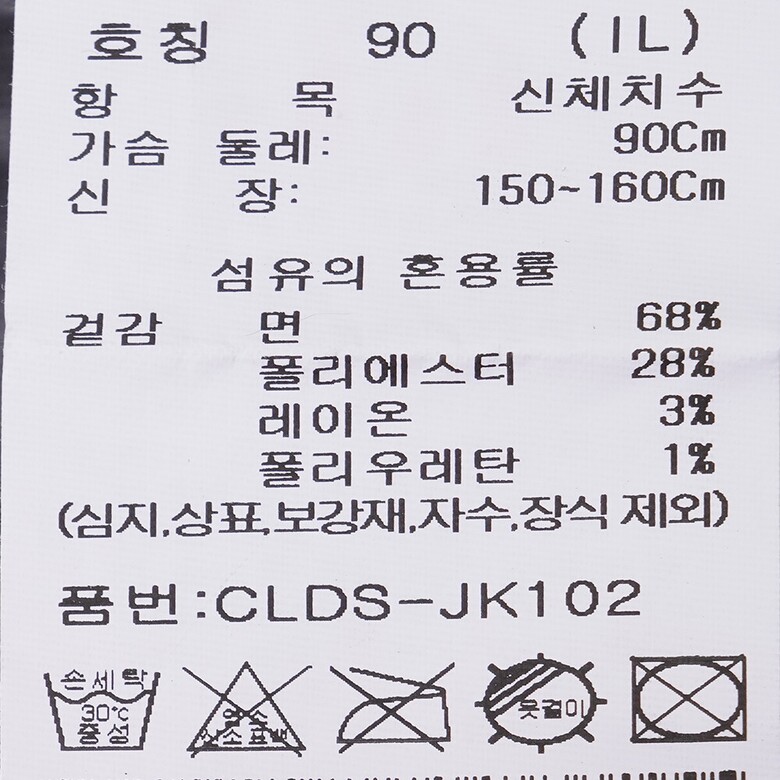 호칭 90 (IL)
항 목 신체치수
가슴 둘레: 90Cm
신 장: 150~160Cm
섬유의 혼용률
겉감 면 68%
폴리에스터 28%
레이온 3%
폴리우레탄 1%
(심지,상표,보강재,자수,장식 제외)
품번:CLDS-JK102
손세탁
30℃
중성
염소
산소표백
옷걸이